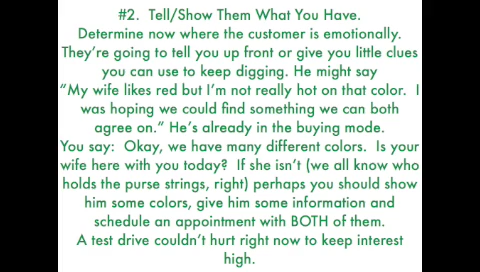 #2.  Tell/Show Them What You Have.
Determine now where the customer is emotionally.
They’re going to tell you up front or give you little clues
you can use to keep digging. He might say
“My wife likes red but I’m not really hot on that color.  I
was hoping we could find something we can both
agree on.” He’s already in the buying mode.
You say:  Okay, we have many different colors.  Is your
wife here with you today?  If she isn’t (we all know who
holds the purse strings, right) perhaps you should show
him some colors, give him some information and
schedule an appointment with BOTH of them.
A test drive couldn’t hurt right now to keep interest
high.